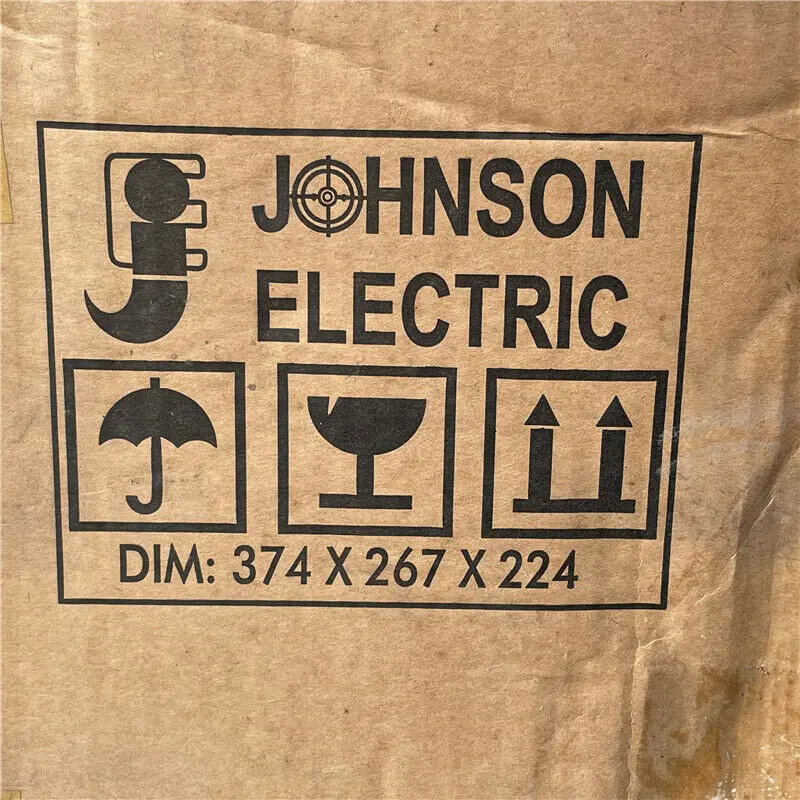 JOHNSON
ELECTRIC
DIM: 374 X 267 X 224